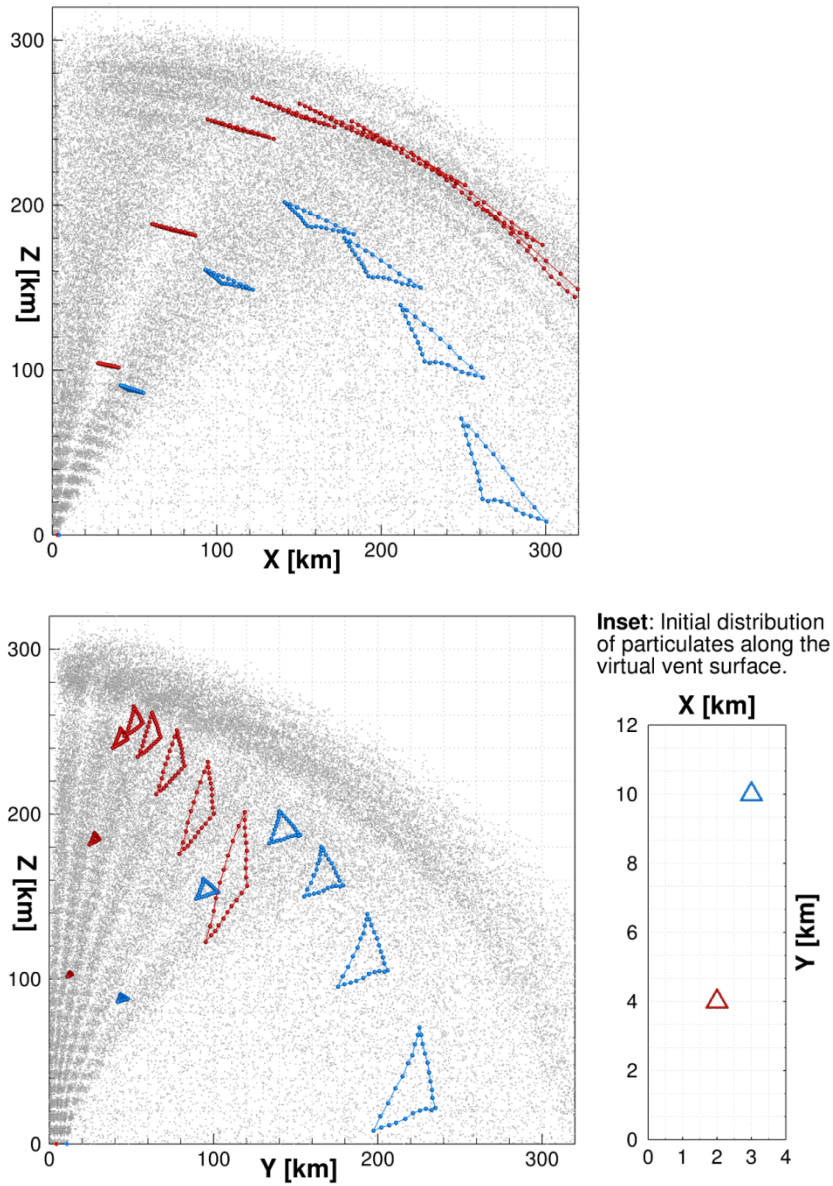 300
200
100
0
Z [km]
0
100
200
300
X [km]
300
200
100
0
Z [km]
0
100
200
300
Y [km]
Inset: Initial distribution
of particulates along the
virtual vent surface.
X [km]
12
10
8
6
4
2
0
Y [km]
0 1 2 3 4